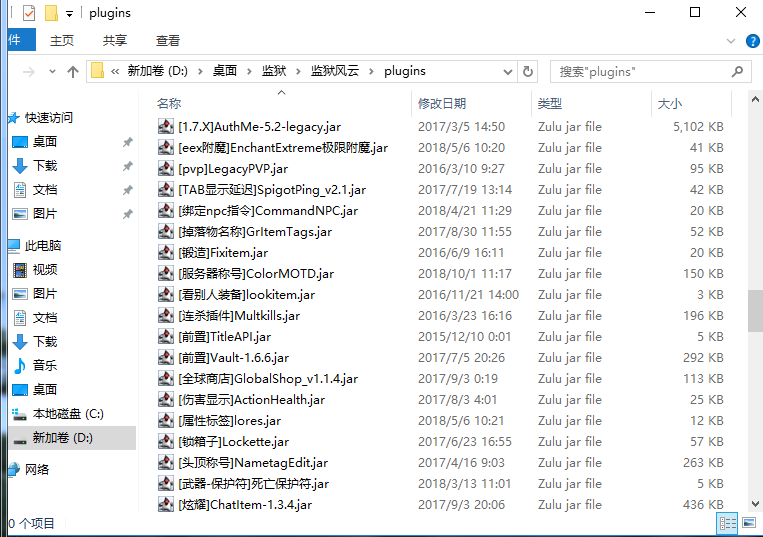 plugins
件 主页 共享 查看
« 新加卷 (D:) › 桌面 › 监狱 › 监狱风云 › plugins
搜索"plugins"
名称 修改日期 类型 大小
快速访问
桌面
下载
文档
图片
此电脑
视频
图片
文档
下载
音乐
桌面
本地磁盘 (C:)
新加卷 (D:)
网络
[1.7.X]AuthMe-5.2-legacy.jar 2017/3/5 14:50 Zulu jar file 5,102 KB
[eex附魔]EnchantExtreme极限附魔.jar 2018/5/6 10:20 Zulu jar file 41 KB
[pvp]LegacyPVP.jar 2016/3/10 9:27 Zulu jar file 95 KB
[TAB显示延迟]SpigotPing_v2.1.jar 2017/7/19 13:14 Zulu jar file 42 KB
[绑定npc指令]CommandNPC.jar 2018/4/21 11:29 Zulu jar file 20 KB
[掉落物名称]GrItemTags.jar 2017/8/30 11:55 Zulu jar file 52 KB
[锻造]Fixitem.jar 2016/6/9 16:11 Zulu jar file 20 KB
[服务器称号]ColorMOTD.jar 2018/10/1 11:17 Zulu jar file 150 KB
[看别人装备]lookitem.jar 2016/11/21 14:00 Zulu jar file 3 KB
[连杀插件]Multkills.jar 2016/3/23 16:16 Zulu jar file 196 KB
[前置]TitleAPI.jar 2015/12/10 0:01 Zulu jar file 5 KB
[前置]Vault-1.6.6.jar 2017/7/5 20:26 Zulu jar file 292 KB
[全球商店]GlobalShop_v1.1.4.jar 2017/9/3 0:19 Zulu jar file 113 KB
[伤害显示]ActionHealth.jar 2017/8/3 4:01 Zulu jar file 25 KB
[属性标签]lores.jar 2018/5/6 10:21 Zulu jar file 12 KB
[锁箱子]Lockette.jar 2017/6/23 16:55 Zulu jar file 57 KB
[头顶称号]NametagEdit.jar 2017/4/16 9:03 Zulu jar file 263 KB
[武器-保护符]死亡保护符.jar 2018/3/13 11:01 Zulu jar file 5 KB
[炫耀]ChatItem-1.3.4.jar 2017/9/3 20:06 Zulu jar file 436 KB
0 个项目